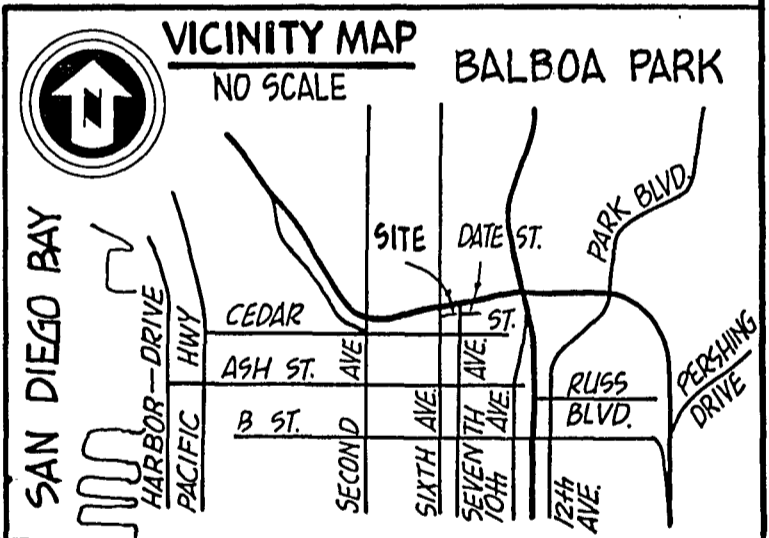 VICINITY MAP
NO SCALE
BALBOA PARK
N
SAN DIEGO BAY
HARBOR—DRIVE
PACIFIC HWY
SITE
DATE ST.
PARK BLVD.
CEDAR ST.
ASH ST.
B ST.
SECOND AVE
SIXTH AVE.
SEVENTH AVE.
10th AVE.
12th AVE.
RUSS BLVD.
PERSHING DRIVE